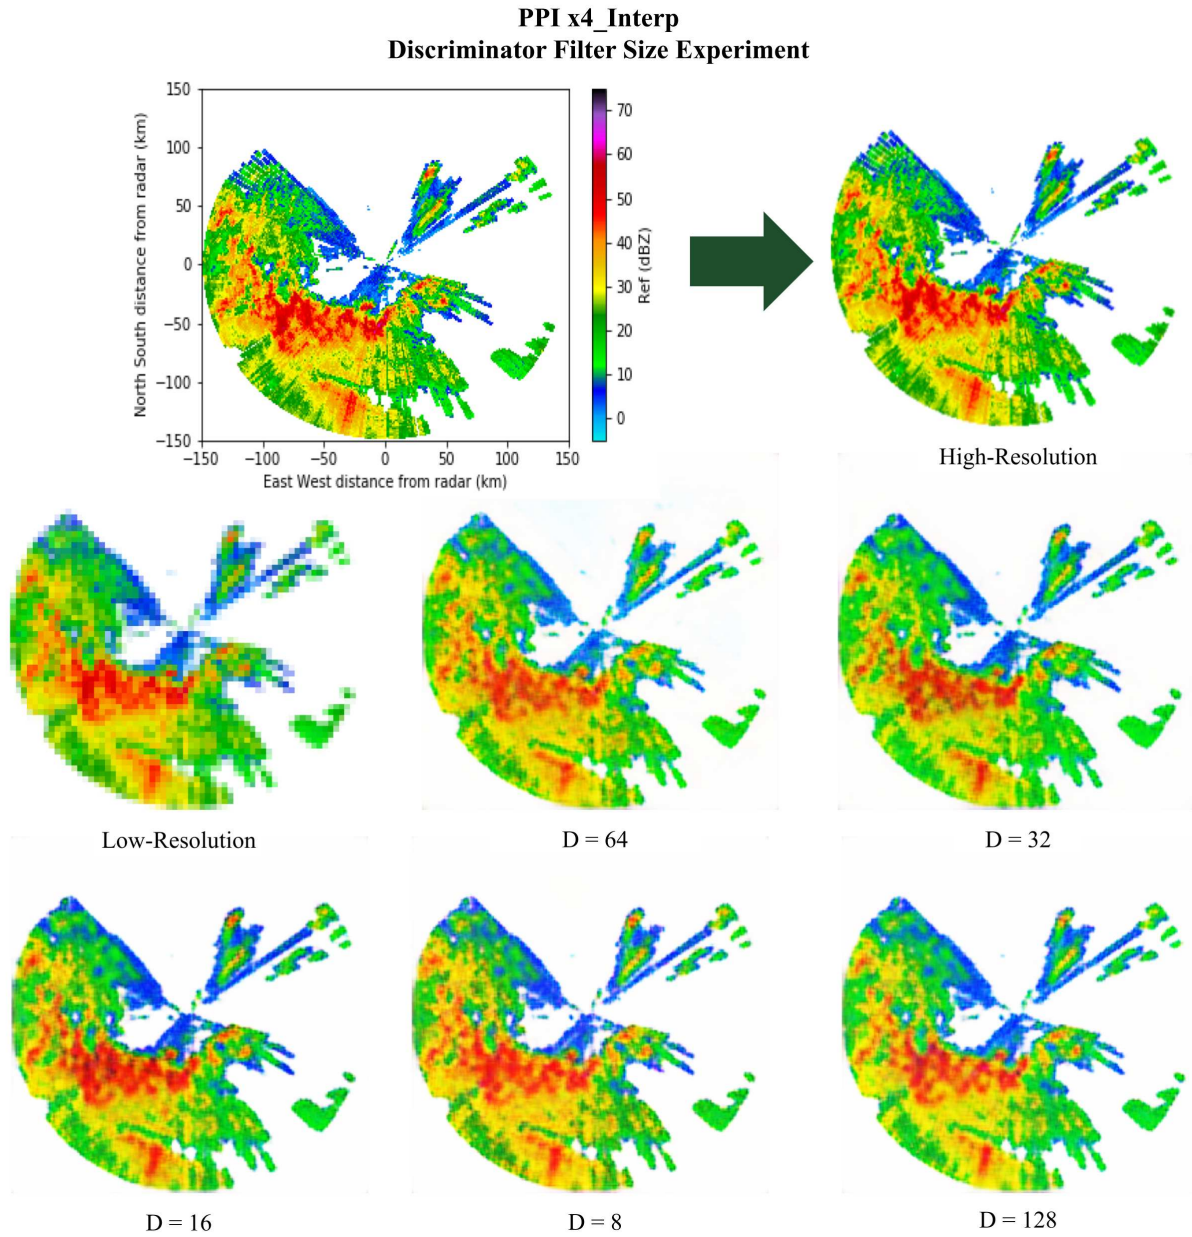 PPI x4_Interp
Discriminator Filter Size Experiment
North South distance from radar (km)
150
100
50
0
−50
−100
−150
−150 −100 −50 0 50 100 150
East West distance from radar (km)
70
60
50
40
30
20
10
0
Ref (dBZ)
High-Resolution
Low-Resolution
D = 64
D = 32
D = 16
D = 8
D = 128